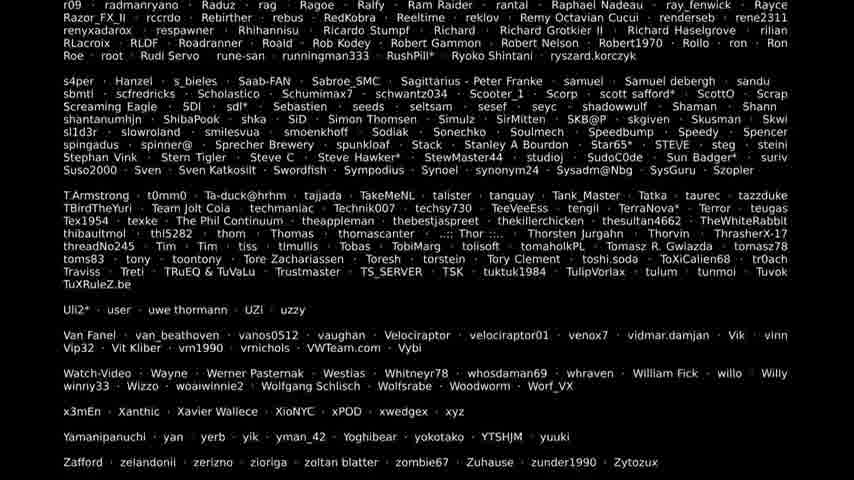 r09 · radmanryano · Raduz · rag · Ragoe · Ralfy · Ram Raider · rantal · Raphael Nadeau · ray_fenwick · Rayce
Razor_FX_II · rccrdo · Rebirther · rebus · RedKobra · Reeltime · reklov · Remy Octavian Cucui · renderseb · rene2311
renyxadarox · respawner · Rhihannisu · Ricardo Stumpf · Richard · Richard Grotkier II · Richard Haselgrove · rilian
RLacroix · RLDF · Roadranner · Roald · Rob Kodey · Robert Gammon · Robert Nelson · Robert1970 · Rollo · ron · Ron
Roe · root · Rudi Servo · rune-san · runningman333 · RushPill* · Ryoko Shintani · ryszard.korczyk
s4per · Hanzel · s_bieles · Saab-FAN · Sabroe_SMC · Sagittarius - Peter Franke · samuel · Samuel debergh · sandu
sbmti · scfredricks · Scholastico · Schumimax7 · schwantz034 · Scooter_1 · Scorp · scott safford* · ScottO · Scrap
Screaming Eagle · SDI · sdl* · Sebastien · seeds · seltsam · sesef · seyc · shadowwulf · Shaman · Shann
shantanumhjn · ShibaPook · shka · SiD · Simon Thomsen · Simulz · SirMitten · SKB@P · skgiven · Skusman · Skwi
sl1d3r · slowroland · smilesvua · smoenkhoff · Sodiak · Sonechko · Soulmech · Speedbump · Speedy · Spencer
spingadus · spinner@ · Sprecher Brewery · spunkloaf · Stack · Stanley A Bourdon · Star65* · STE\/E · steg · steini
Stephan Vink · Stern Tigler · Steve C · Steve Hawker* · StewMaster44 · studioj · SudoC0de · Sun Badger* · suriv
Suso2000 · Sven · Sven Katkosilt · Swordfish · Sympodius · Synoel · synonym24 · Sysadm@Nbg · SysGuru · Szopler
T.Armstrong · t0mm0 · Ta-duck@hrhm · tajjada · TakeMeNL · talister · tanguay · Tank_Master · Tatka · taurec · tazzduke
TBirdTheYuri · Team Jolt Cola · techmaniac · Technik007 · techsy730 · TeeVeeEss · tengli · TerraNova* · Terror · teugas
Tex1954 · texke · The Phil Continuum · theappleman · thebestjaspreet · thekillerchicken · thesultan4662 · TheWhiteRabbit
thibaultmol · thl5282 · thom · Thomas · thomascanter · ..:: Thor ::.. · Thorsten Jurgahn · Thorvin · ThrasherX-17
threadNo245 · Tim · Tim · tiss · tlmullis · Tobas · TobiMarg · tolisoft · tomaholkPL · Tomasz R. Gwiazda · tomasz78
toms83 · tony · toontony · Tore Zachariassen · Toresh · torstein · Tory Clement · toshi.soda · ToXiCalien68 · tr0ach
Traviss · Treti · TRuEQ & TuVaLu · Trustmaster · TS_SERVER · TSK · tuktuk1984 · TulipVorlax · tulum · tunmoi · Tuvok
TuXRuleZ.be
Uli2* · user · uwe thormann · UZI · uzzy
Van Fanel · van_beathoven · vanos0512 · vaughan · Velociraptor · velociraptor01 · venox7 · vidmar.damjan · Vik · vinn
Vip32 · Vit Kliber · vm1990 · vrnichols · VWTeam.com · Vybi
Watch-Video · Wayne · Werner Pasternak · Westias · Whitneyr78 · whosdaman69 · whraven · William Fick · willo · Willy
winny33 · Wizzo · woaiwinnie2 · Wolfgang Schlisch · Wolfsrabe · Woodworm · Worf_VX
x3mEn · Xanthic · Xavier Wallece · XioNYC · xPOD · xwedgex · xyz
Yamanipanuchi · yan · yerb · yik · yman_42 · Yoghibear · yokotako · YTSHJM · yuuki
Zafford · zelandonii · zerizno · zioriga · zoltan blatter · zombie67 · Zuhause · zunder1990 · Zytozux